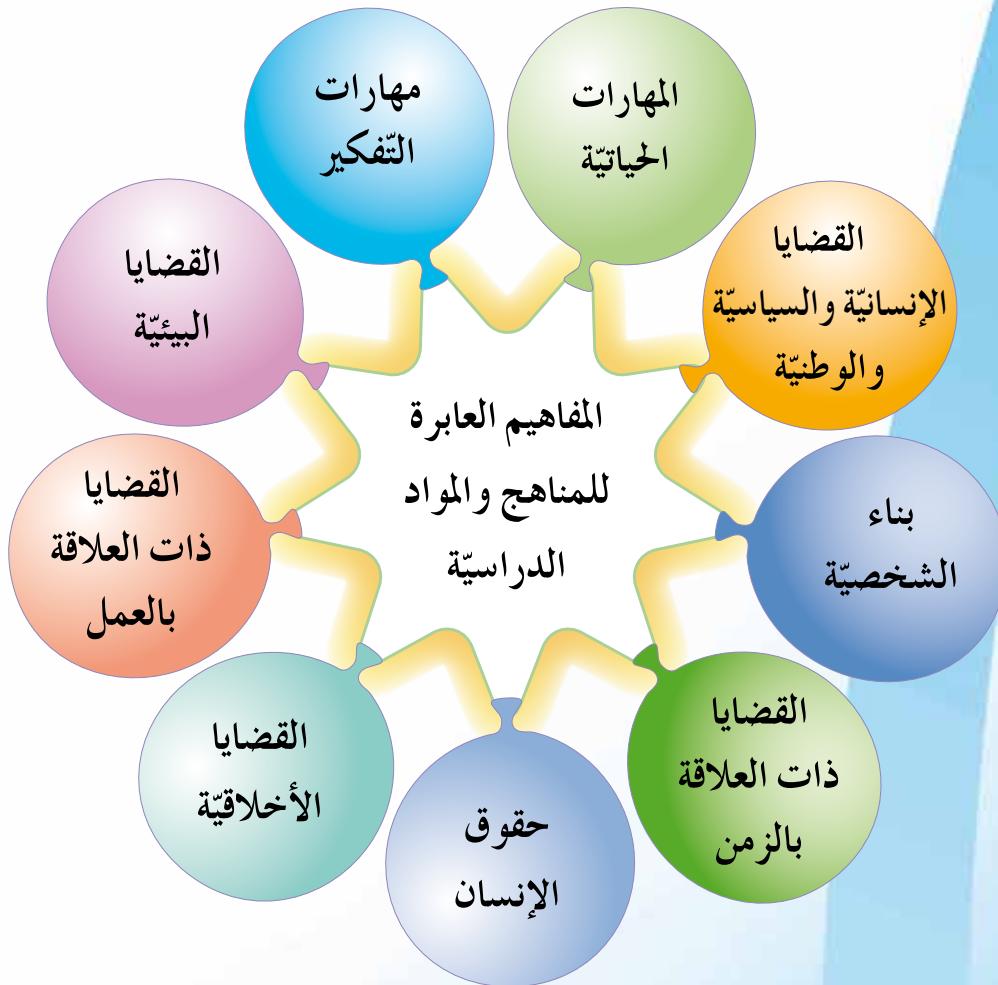 المفاهيم العابرة
للمناهج والمواد
الدراسيّة
المهارات
الحياتيّة
القضايا
الإنسانيّة والسياسيّة
والوطنيّة
بناء
الشخصيّة
القضايا
ذات العلاقة
بالزمن
حقوق
الإنسان
القضايا
الأخلاقيّة
القضايا
ذات العلاقة
بالعمل
القضايا
البيئيّة
مهارات
التّفكير